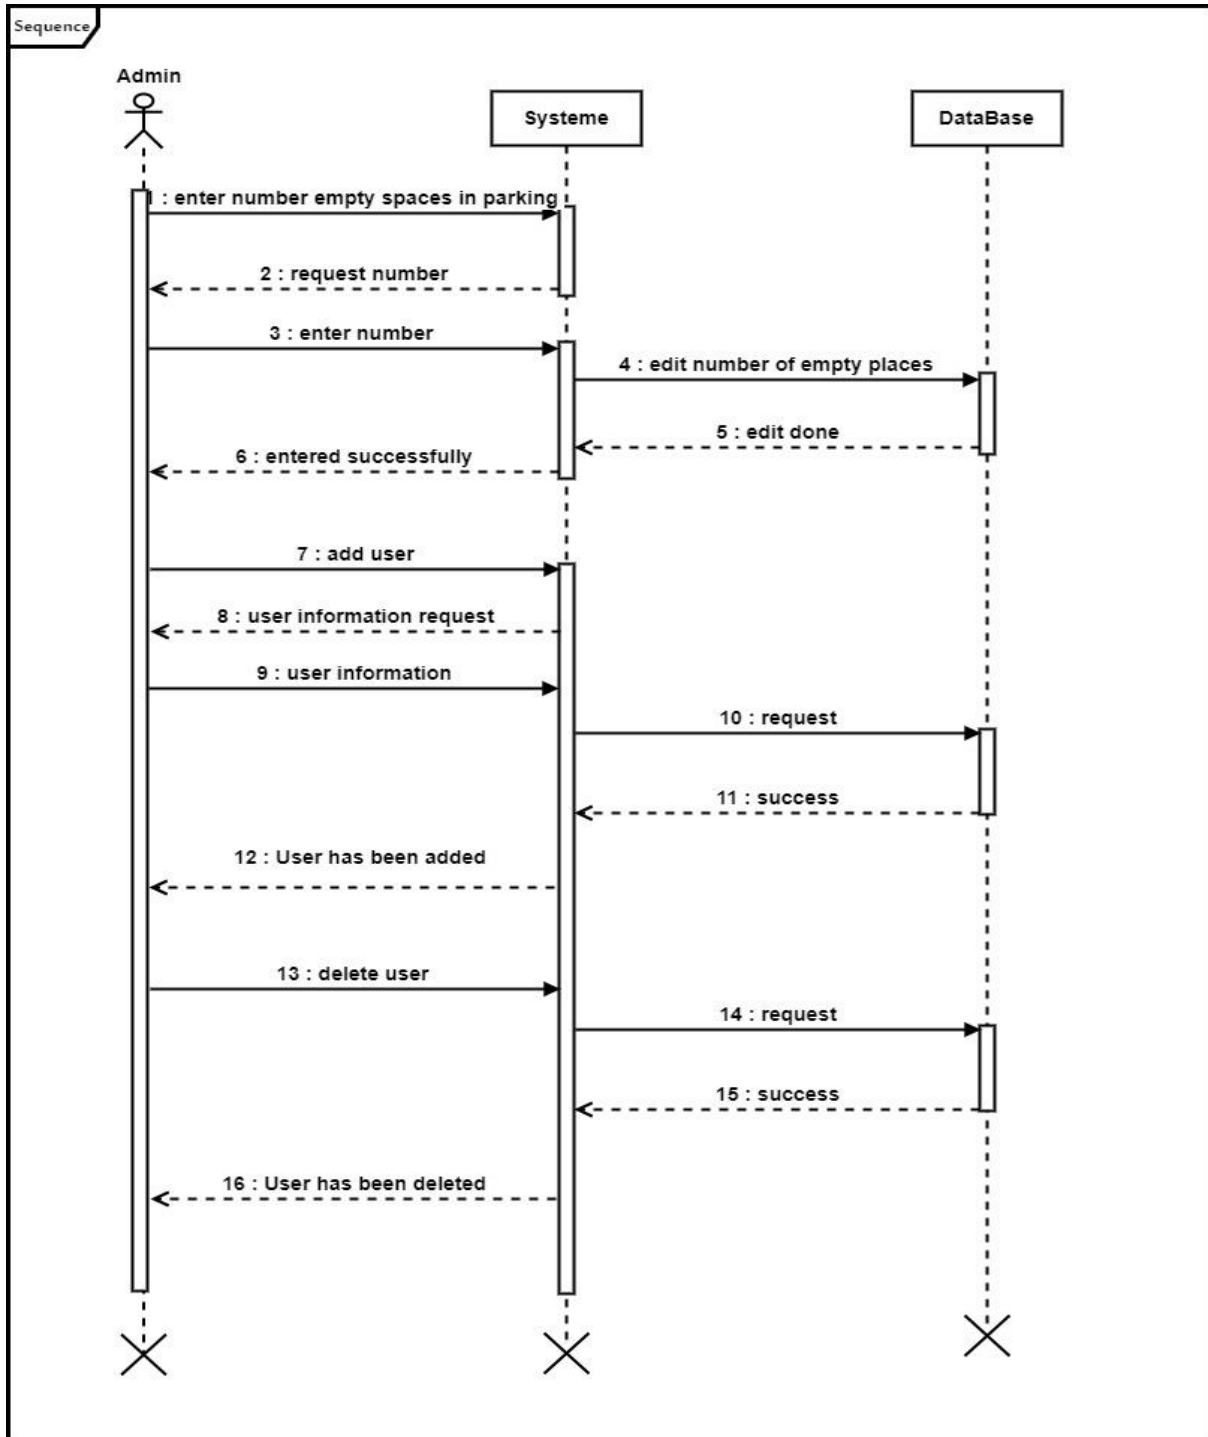 Sequence
Admin
Systeme
DataBase
1 : enter number empty spaces in parking
2 : request number
3 : enter number
4 : edit number of empty places
5 : edit done
6 : entered successfully
7 : add user
8 : user information request
9 : user information
10 : request
11 : success
12 : User has been added
13 : delete user
14 : request
15 : success
16 : User has been deleted